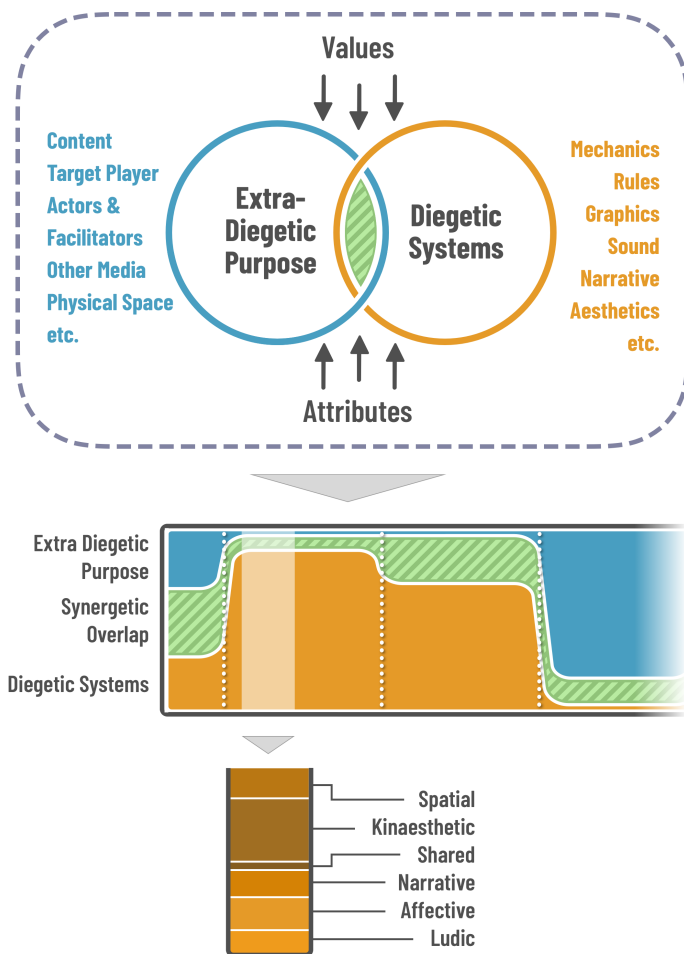 Values
Content
Target Player
Actors &
Facilitators
Other Media
Physical Space
etc.
Extra-
Diegetic
Purpose
Diegetic
Systems
Mechanics
Rules
Graphics
Sound
Narrative
Aesthetics
etc.
Attributes
Extra Diegetic
Purpose
Synergetic
Overlap
Diegetic Systems
Spatial
Kinaesthetic
Shared
Narrative
Affective
Ludic